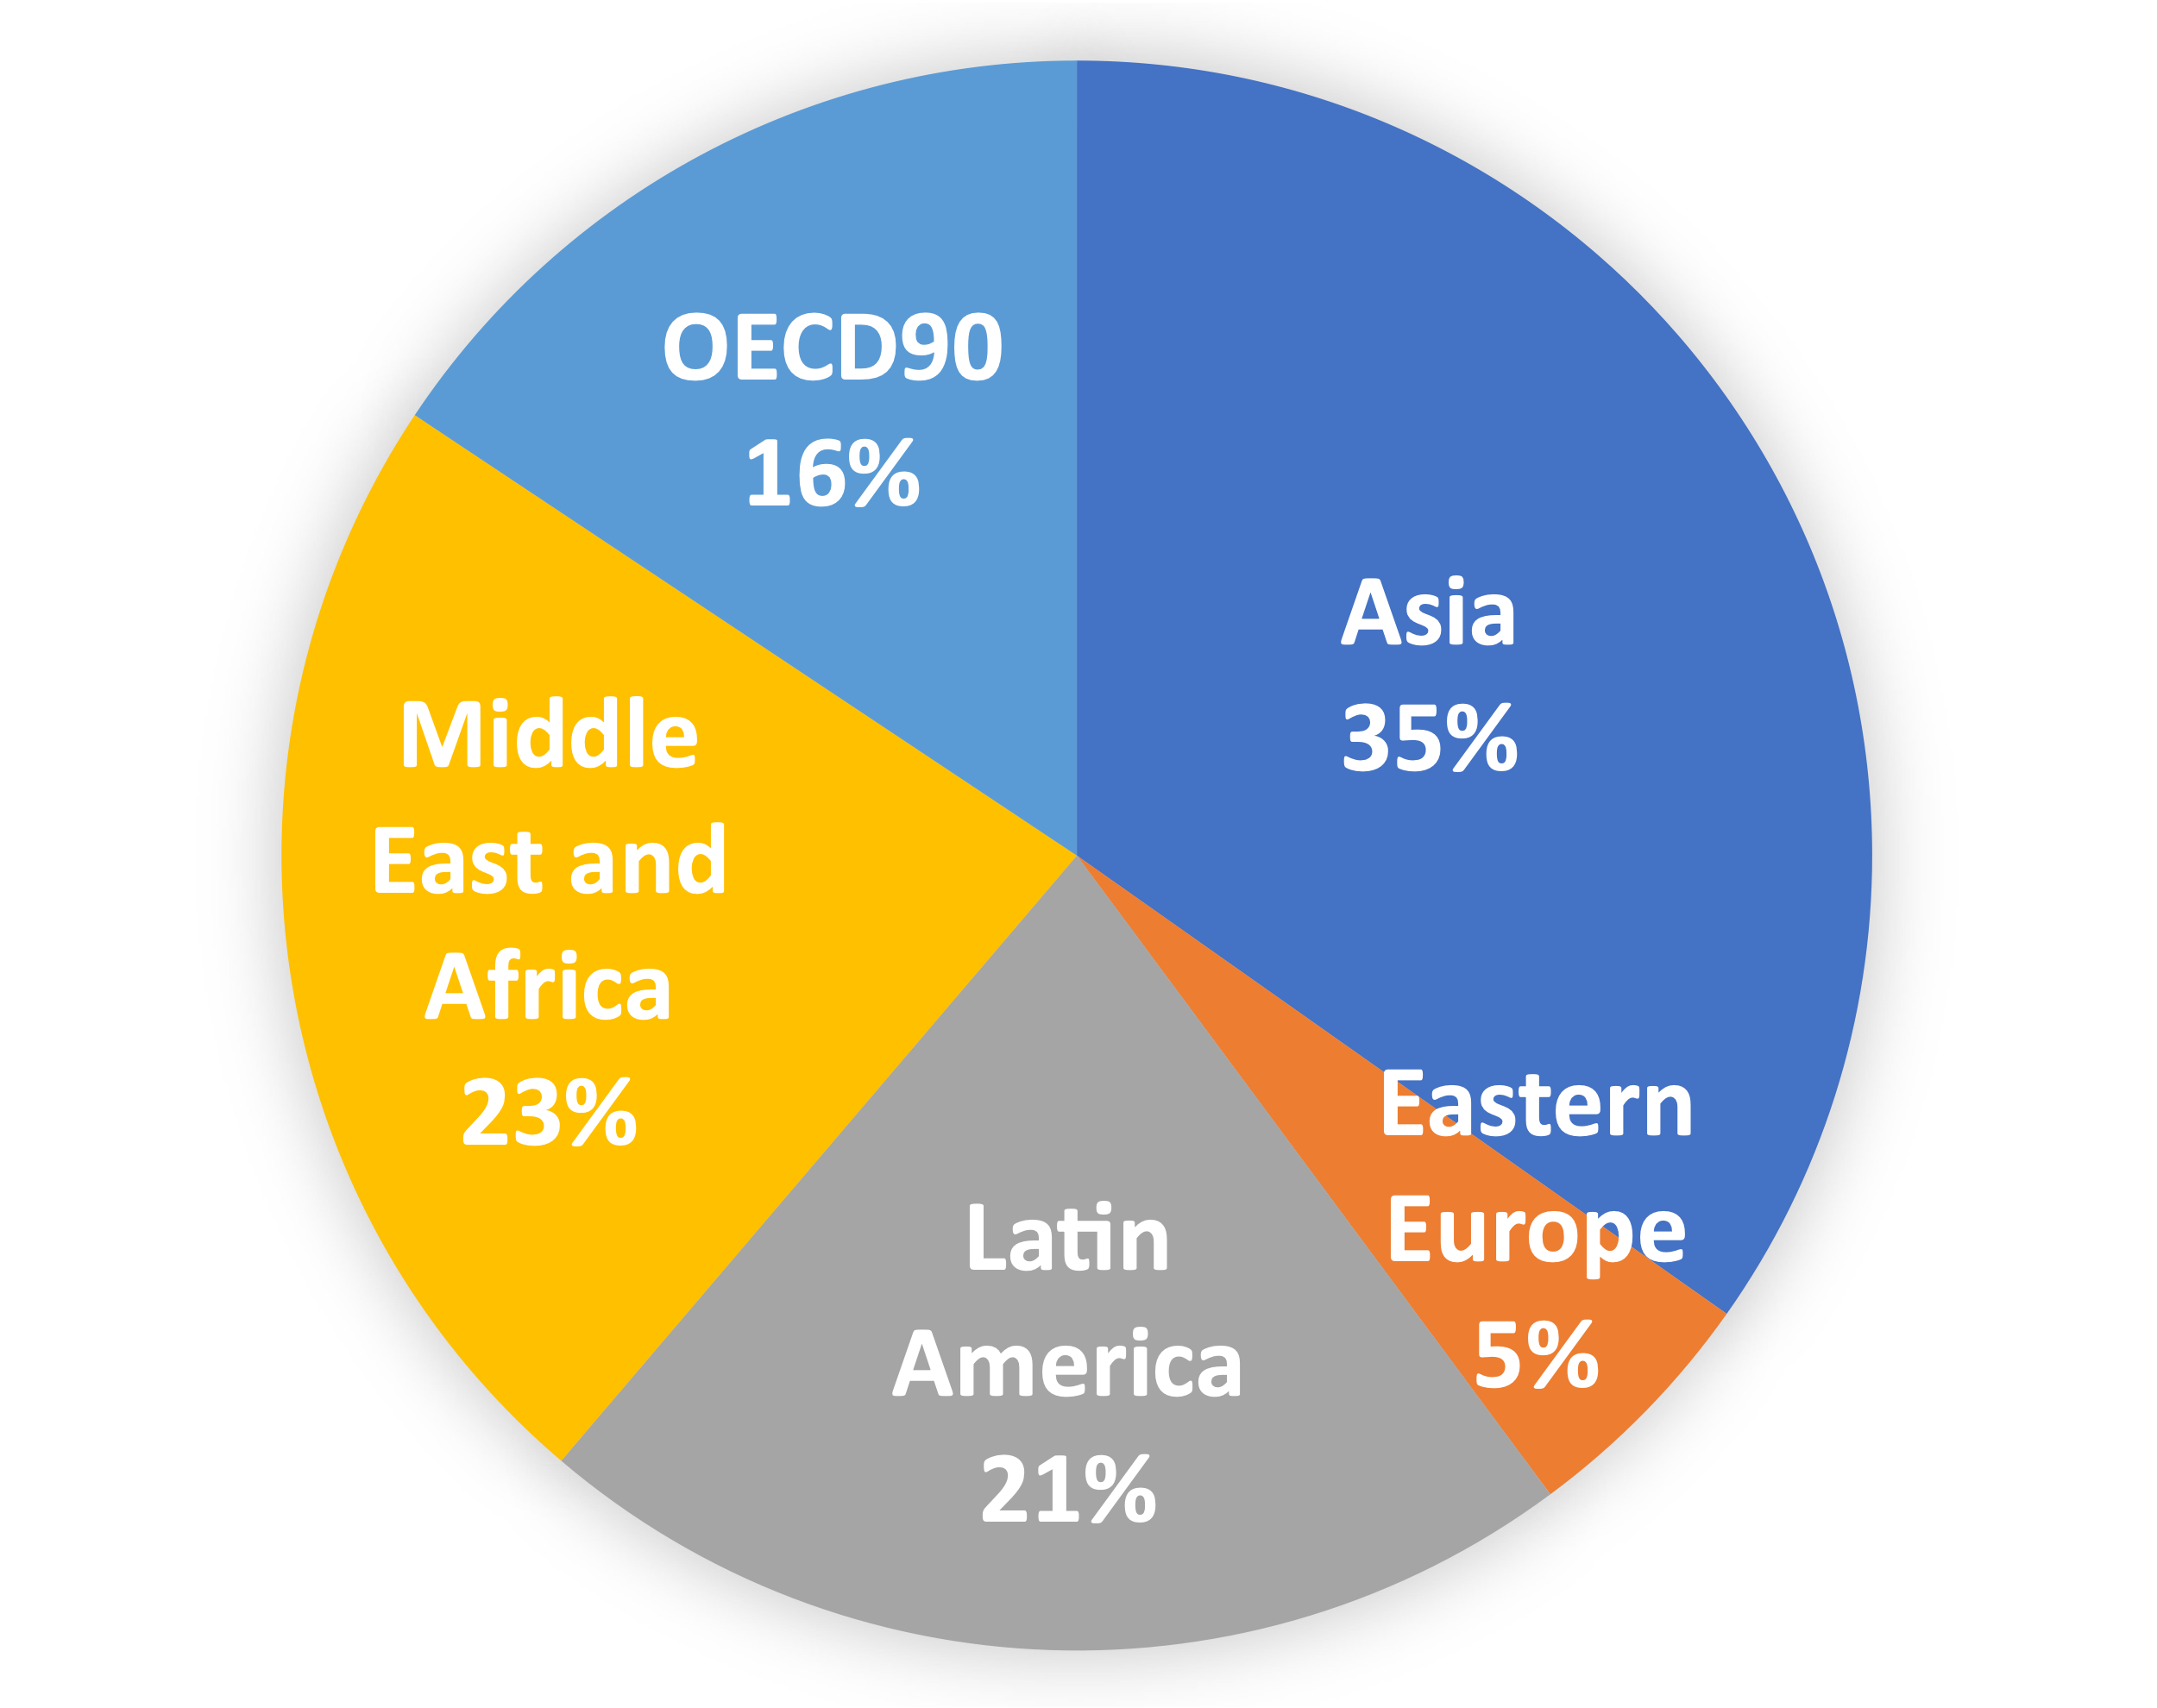 OECD90
16%
Asia
35%
Middle
East and
Africa
23%
Eastern
Europe
5%
Latin
America
21%